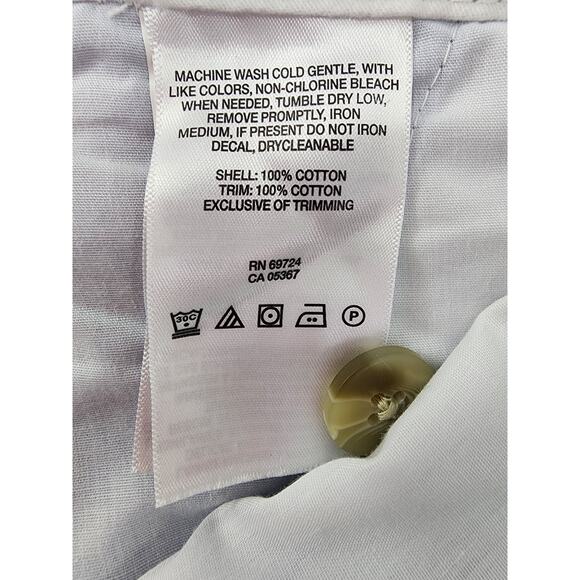 MACHINE WASH COLD GENTLE, WITH
LIKE COLORS, NON-CHLORINE BLEACH
WHEN NEEDED, TUMBLE DRY LOW,
REMOVE PROMPTLY, IRON
MEDIUM, IF PRESENT DO NOT IRON
DECAL, DRYCLEANABLE
SHELL: 100% COTTON
TRIM: 100% COTTON
EXCLUSIVE OF TRIMMING
RN 69724
CA 05367
30C P